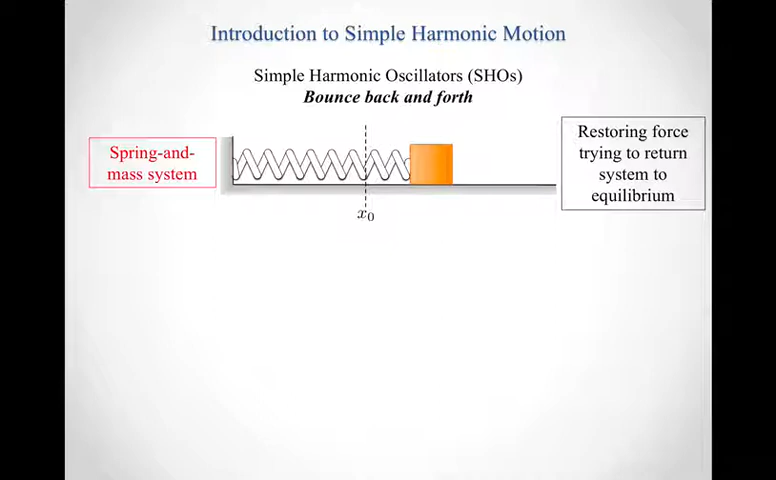 Introduction to Simple Harmonic Motion
Simple Harmonic Oscillators (SHOs)
Bounce back and forth
Spring-and-
mass system
Restoring force
trying to return
system to
equilibrium
x₀